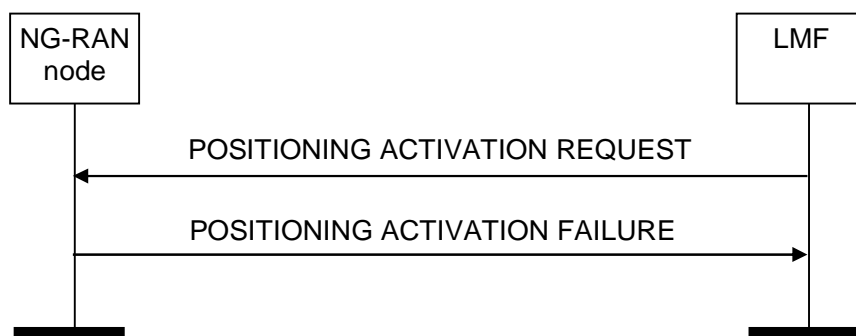 NG-RAN
node
LMF
POSITIONING ACTIVATION REQUEST
POSITIONING ACTIVATION FAILURE